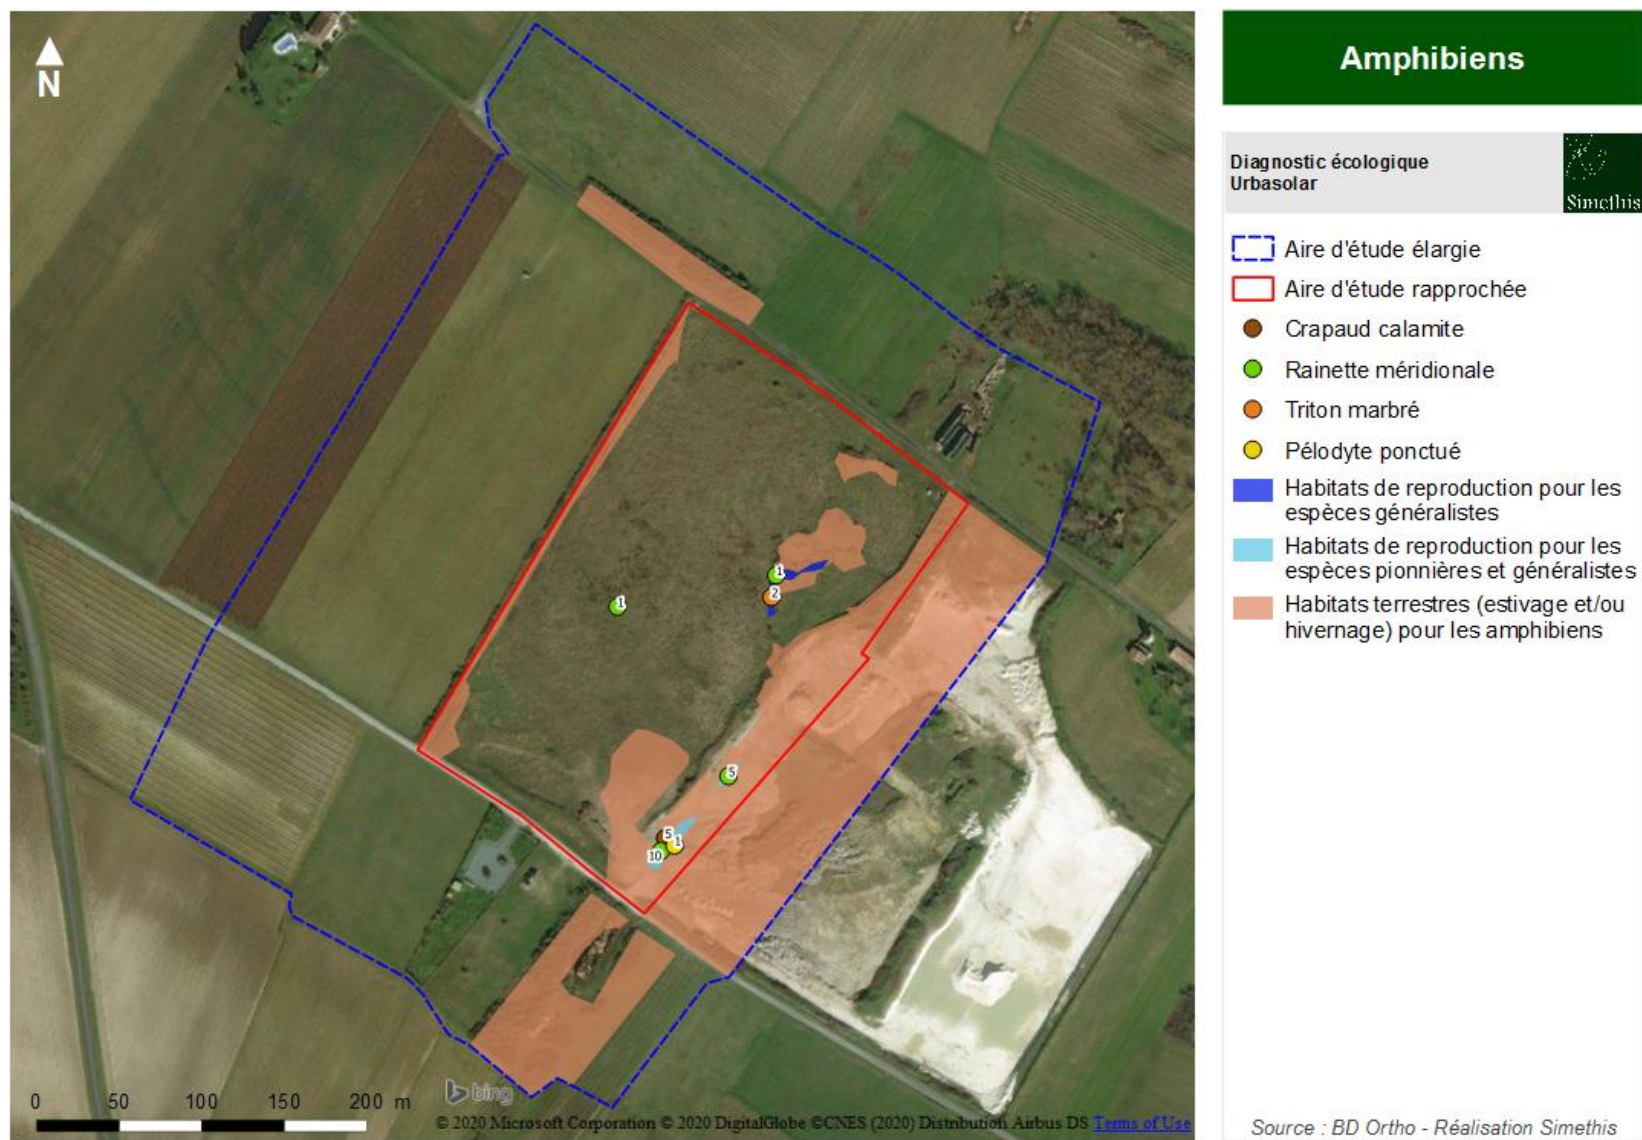 N
1
2
1
5
5
1
10
0 50 100 150 200 m
bing
© 2020 Microsoft Corporation © 2020 DigitalGlobe ©CNES (2020) Distribution Airbus DS Terms of Use
Amphibiens
Diagnostic écologique
Urbasolar
Simethis
Aire d'étude élargie
Aire d'étude rapprochée
Crapaud calamite
Rainette méridionale
Triton marbré
Pélodyte ponctué
Habitats de reproduction pour les
espèces généralistes
Habitats de reproduction pour les
espèces pionnières et généralistes
Habitats terrestres (estivage et/ou
hivernage) pour les amphibiens
Source : BD Ortho - Réalisation Simethis